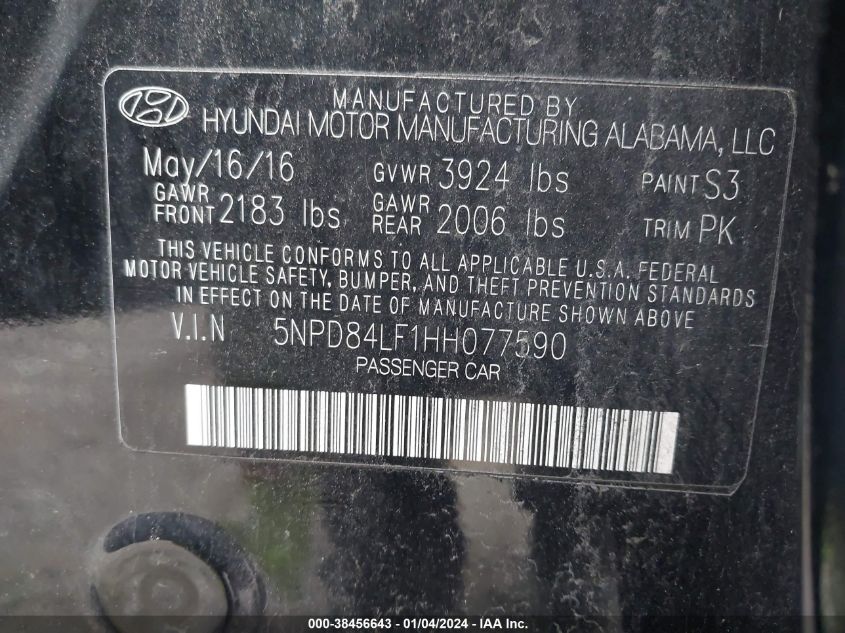 MANUFACTURED BY
HYUNDAI MOTOR MANUFACTURING ALABAMA, LLC
May/16/16 GVWR 3924 lbs PAINT S3
GAWR FRONT 2183 lbs GAWR REAR 2006 lbs TRIM PK
THIS VEHICLE CONFORMS TO ALL APPLICABLE U.S.A. FEDERAL
MOTOR VEHICLE SAFETY, BUMPER, AND THEFT PREVENTION STANDARDS
IN EFFECT ON THE DATE OF MANUFACTURE SHOWN ABOVE
V.I.N 5NPD84LF1HH077590
PASSENGER CAR
000-38456643 - 01/04/2024 - IAA Inc.